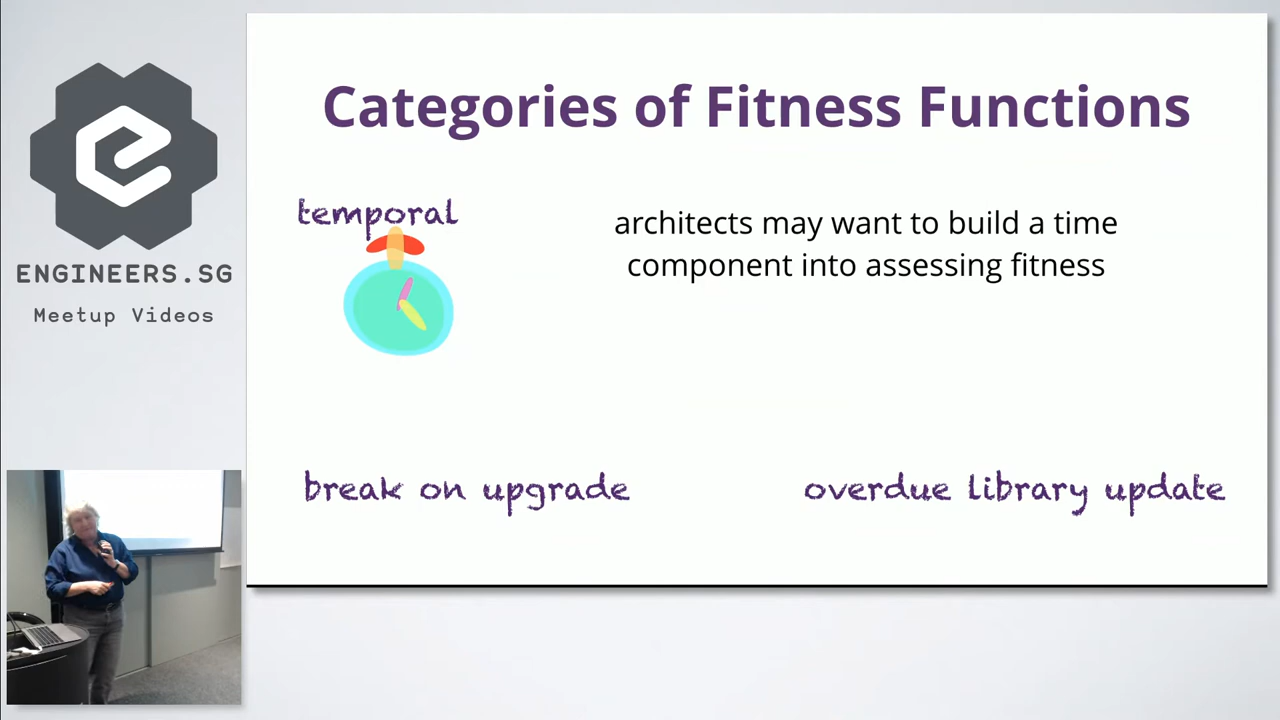 ENGINEERS.SG
Meetup Videos
Categories of Fitness Functions
temporal
architects may want to build a time
component into assessing fitness
break on upgrade
overdue library update